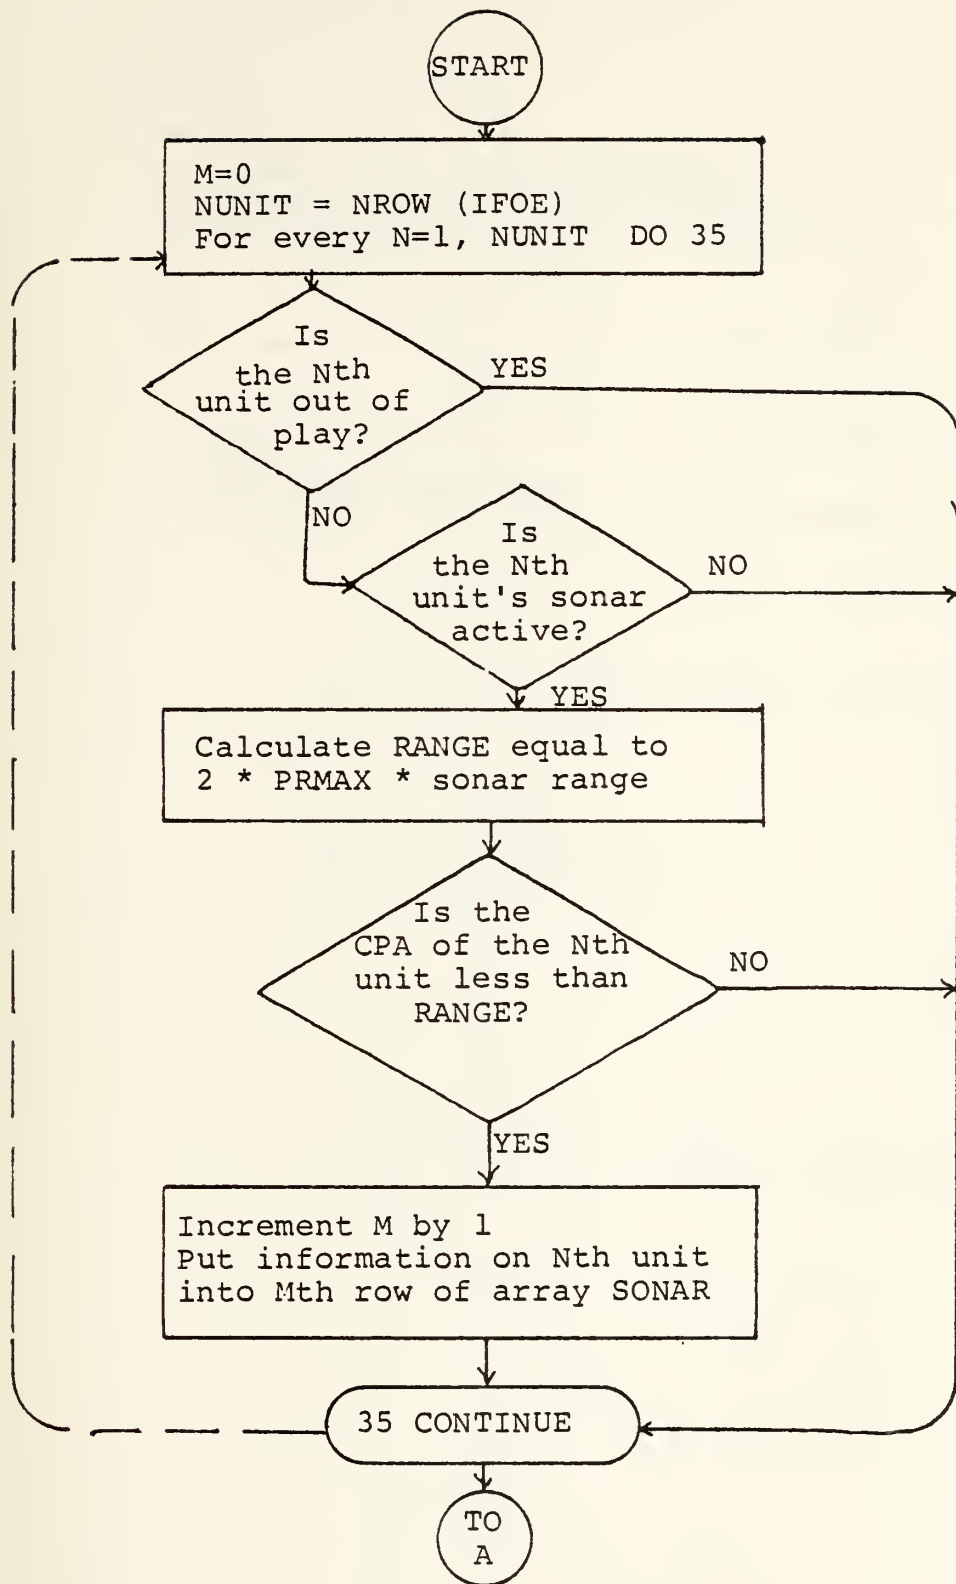 START
M=0
NUNIT = NROW (IFOE)
For every N=1, NUNIT DO 35
Is
the Nth
unit out of
play?
YES
NO
Is
the Nth
unit's sonar
active?
NO
YES
Calculate RANGE equal to
2 * PRMAX * sonar range
Is the
CPA of the Nth
unit less than
RANGE?
NO
YES
Increment M by 1
Put information on Nth unit
into Mth row of array SONAR
35 CONTINUE
TO
A